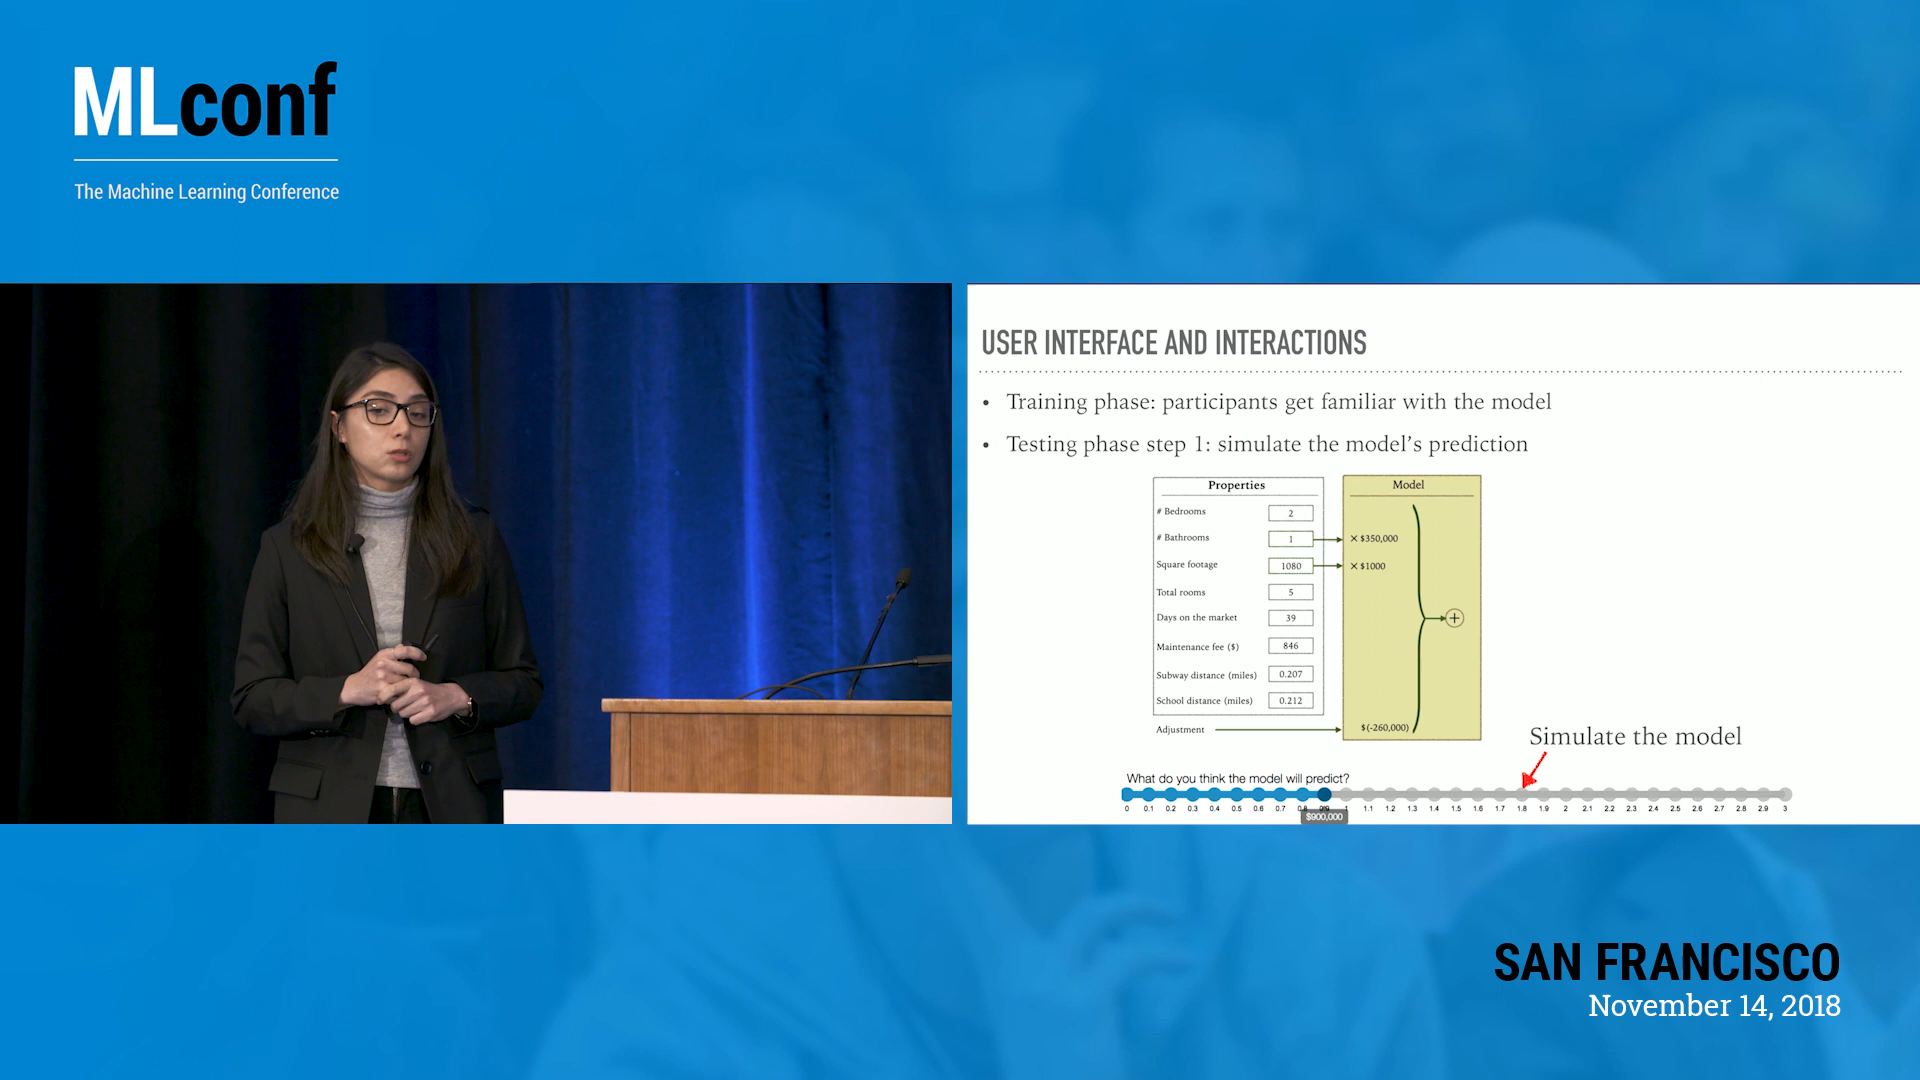 MLconf
The Machine Learning Conference
USER INTERFACE AND INTERACTIONS
• Training phase: participants get familiar with the model
• Testing phase step 1: simulate the model's prediction
Properties
Model
# Bedrooms 2
# Bathrooms 1 × $350,000
Square footage 1080 × $1000
Total rooms 5
Days on the market 39
+
Maintenance fee ($) 846
Subway distance (miles) 0.207
School distance (miles) 0.212
Adjustment $(-260,000)
Simulate the model
What do you think the model will predict?
0 0.1 0.2 0.3 0.4 0.5 0.6 0.7 0.8 0.9 1 1.1 1.2 1.3 1.4 1.5 1.6 1.7 1.8 1.9 2 2.1 2.2 2.3 2.4 2.5 2.6 2.7 2.8 2.9 3
$900,000
SAN FRANCISCO
November 14, 2018